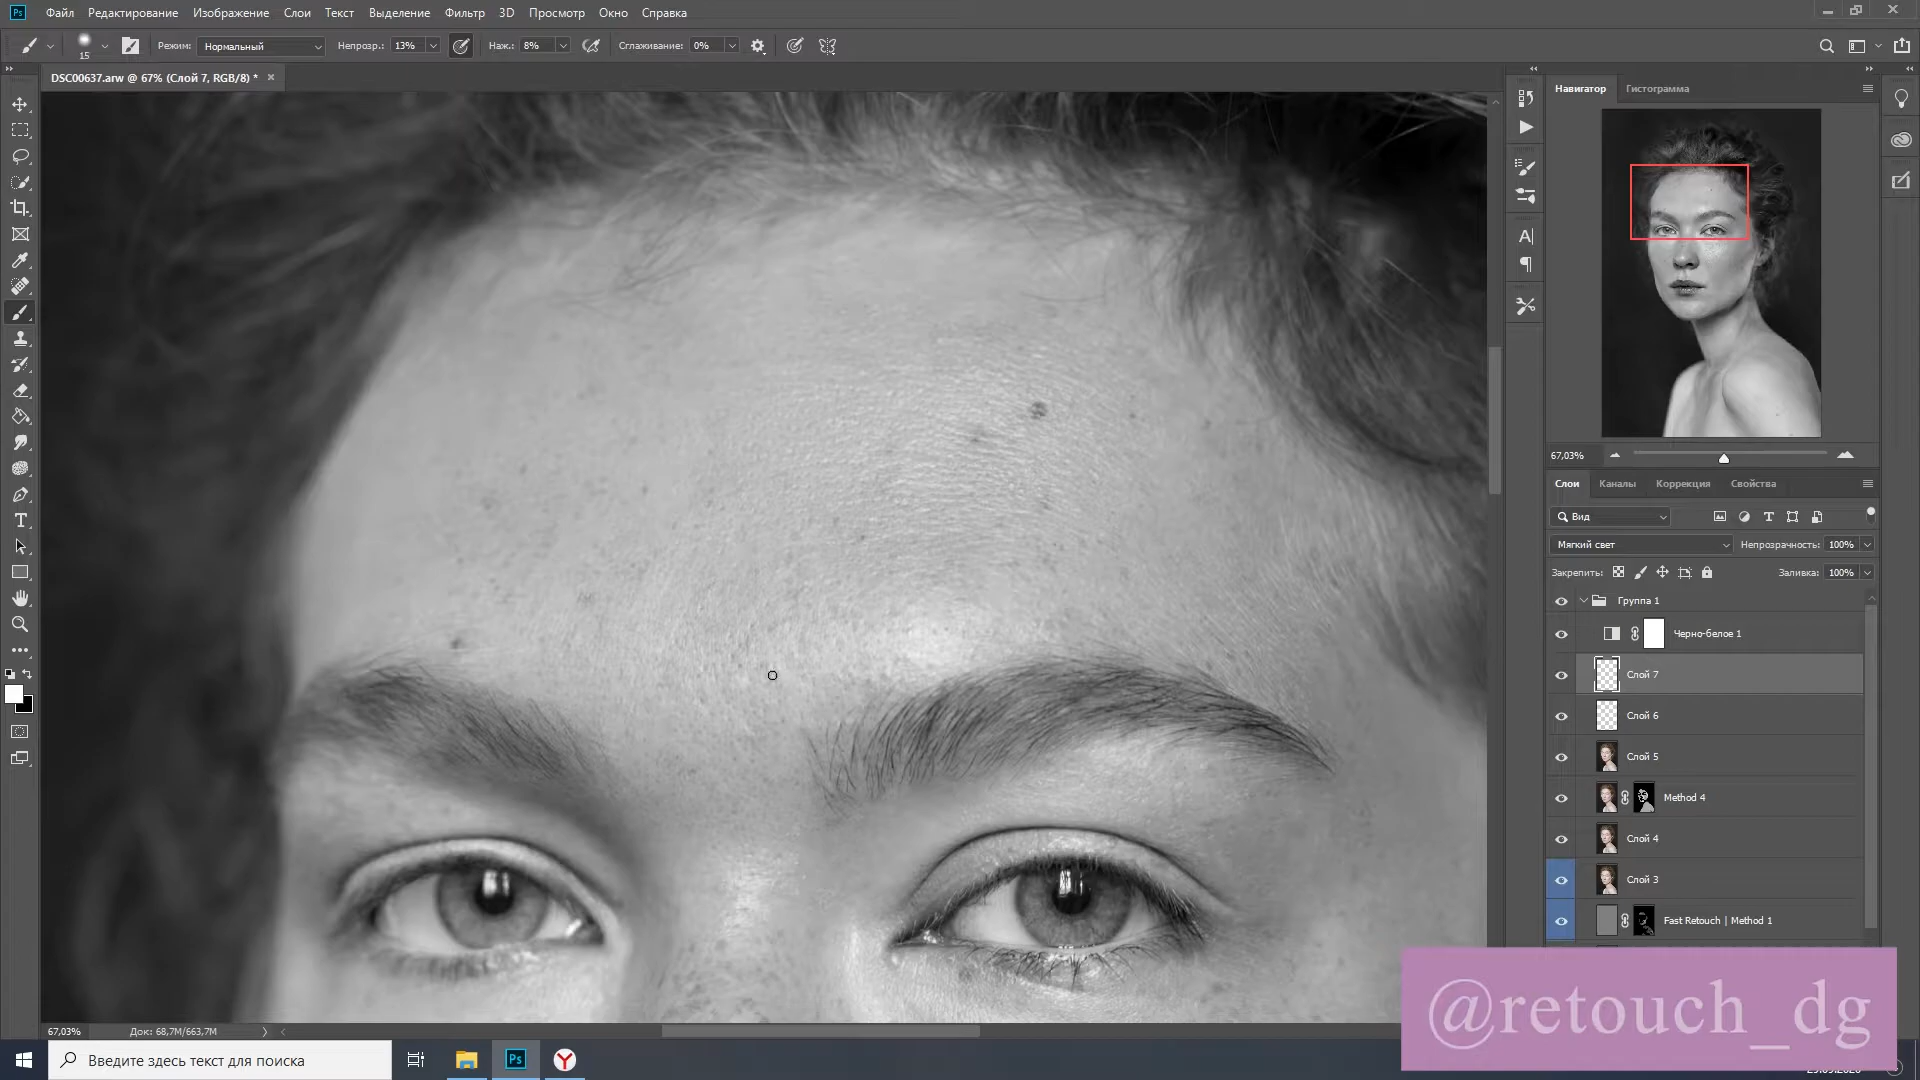 Ps Файл Редактирование Изображение Слои Текст Выделение Фильтр 3D Просмотр Окно Справка
15 Режим: Нормальный Непрозр.: 13% Наж.: 8% Сглаживание: 0%
DSC00637.arw @ 67% (Слой 7, RGB/8) *
Навигатор Гистограмма
67,03%
Слои Каналы Коррекция Свойства
Вид
Мягкий свет Непрозрачность: 100%
Закрепить: Заливка: 100%
Группа 1
Черно-белое 1
Слой 7
Слой 6
Слой 5
Method 4
Слой 4
Слой 3
Fast Retouch | Method 1
@retouch_dg
67,03% Док: 68,7M/663,7M
Введите здесь текст для поиска
Ps